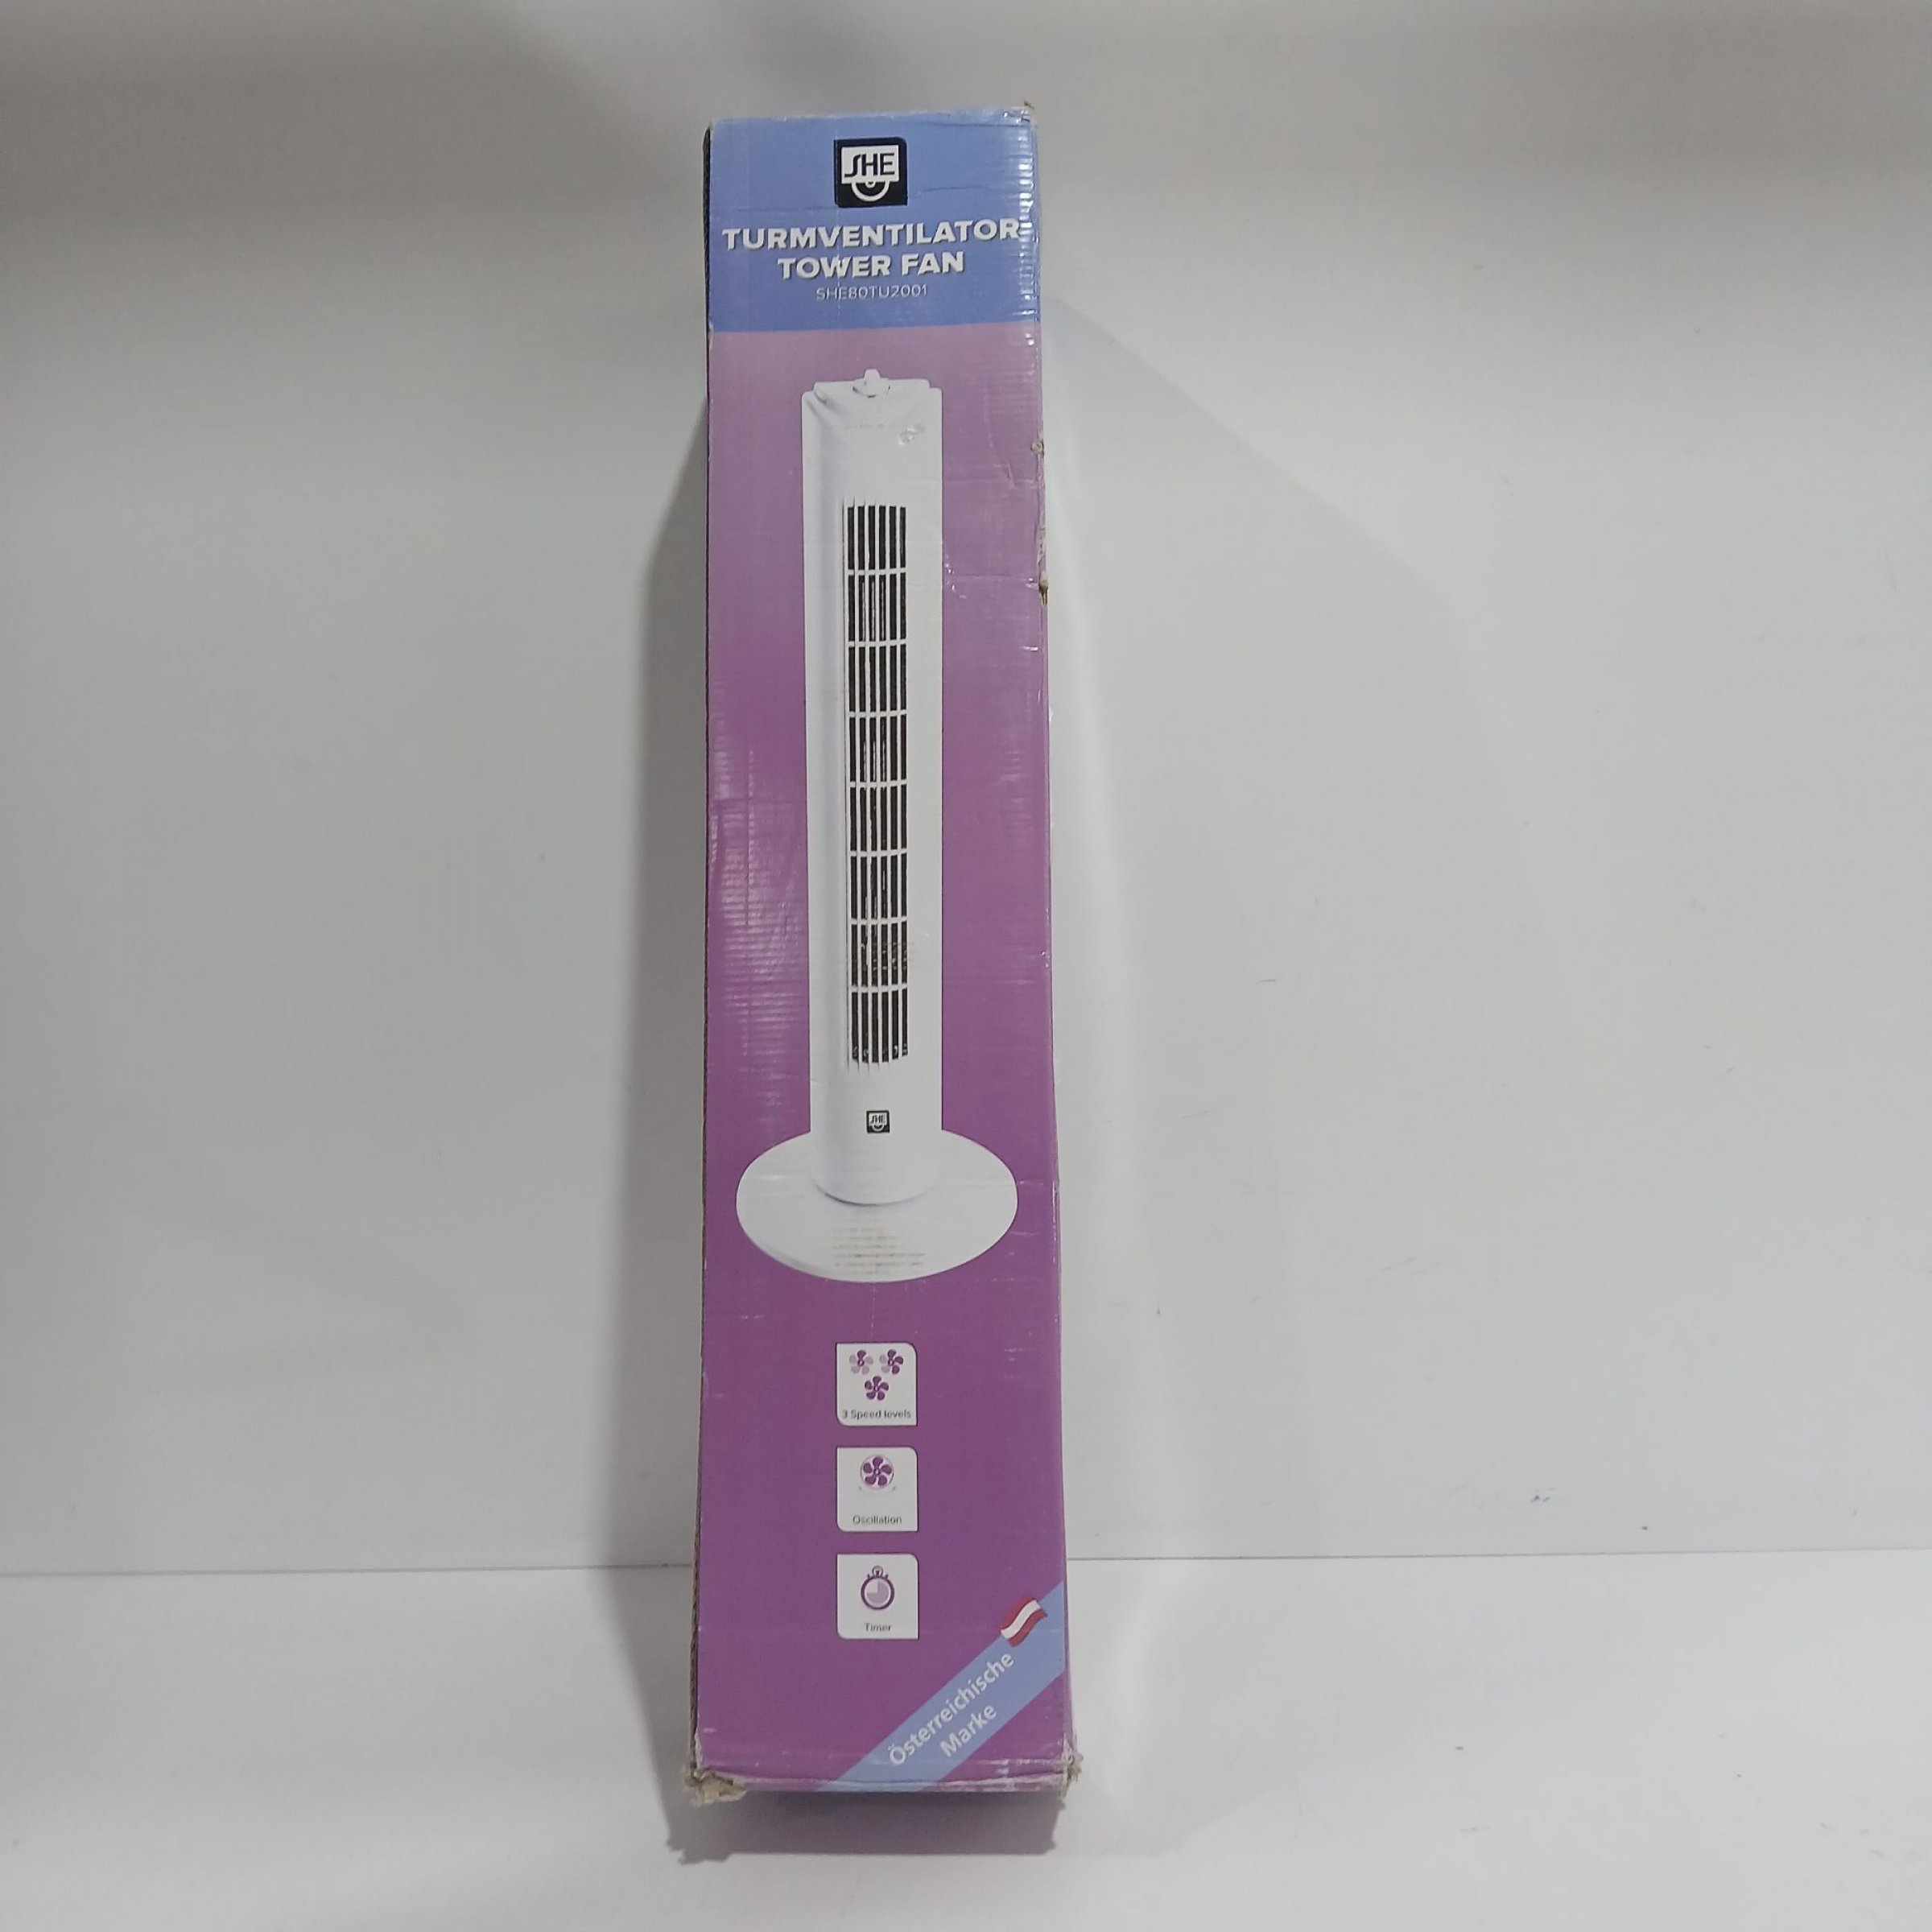 SHE
TURMVENTILATOR
TOWER FAN
SHE80TU2001
SHE
3 Speed levels
Oscillation
Timer
Österreichische
Marke